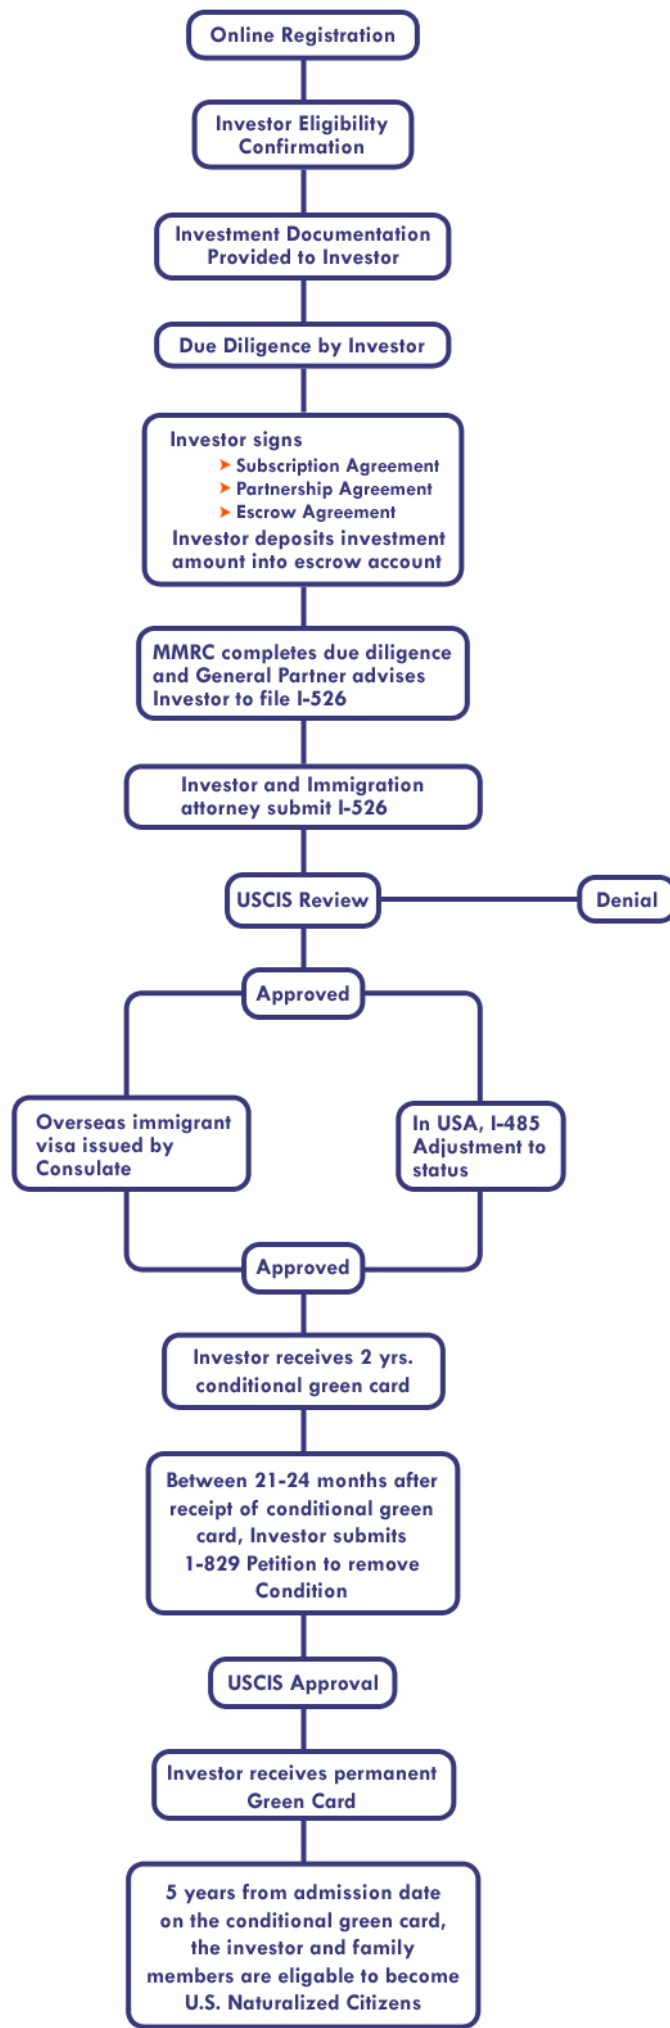 Online Registration
Investor Eligibility
Confirmation
Investment Documentation
Provided to Investor
Due Diligence by Investor
Investor signs
Subscription Agreement
Partnership Agreement
Escrow Agreement
Investor deposits investment
amount into escrow account
MMRC completes due diligence
and General Partner advises
Investor to file I-526
Investor and Immigration
attorney submit I-526
USCIS Review
Denial
Approved
Overseas immigrant
visa issued by
Consulate
In USA, I-485
Adjustment to
status
Approved
Investor receives 2 yrs.
conditional green card
Between 21-24 months after
receipt of conditional green
card, Investor submits
1-829 Petition to remove
Condition
USCIS Approval
Investor receives permanent
Green Card
5 years from admission date
on the conditional green card,
the investor and family
members are eligable to become
U.S. Naturalized Citizens